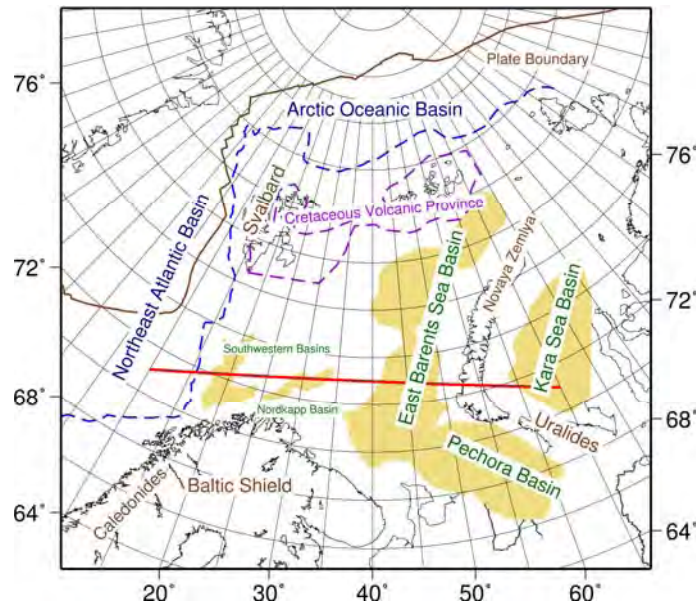 Plate Boundary
76°
Arctic Oceanic Basin
76°
Svalbard
Cretaceous Volcanic Province
Northeast Atlantic Basin
Novaya Zemlya
72°
East Barents Sea Basin
Kara Sea Basin
72°
Southwestern Basins
68°
Nordkapp Basin
68°
Uralides
Pechora Basin
Caledonides
Baltic Shield
64°
64°
20°
30°
40°
50°
60°